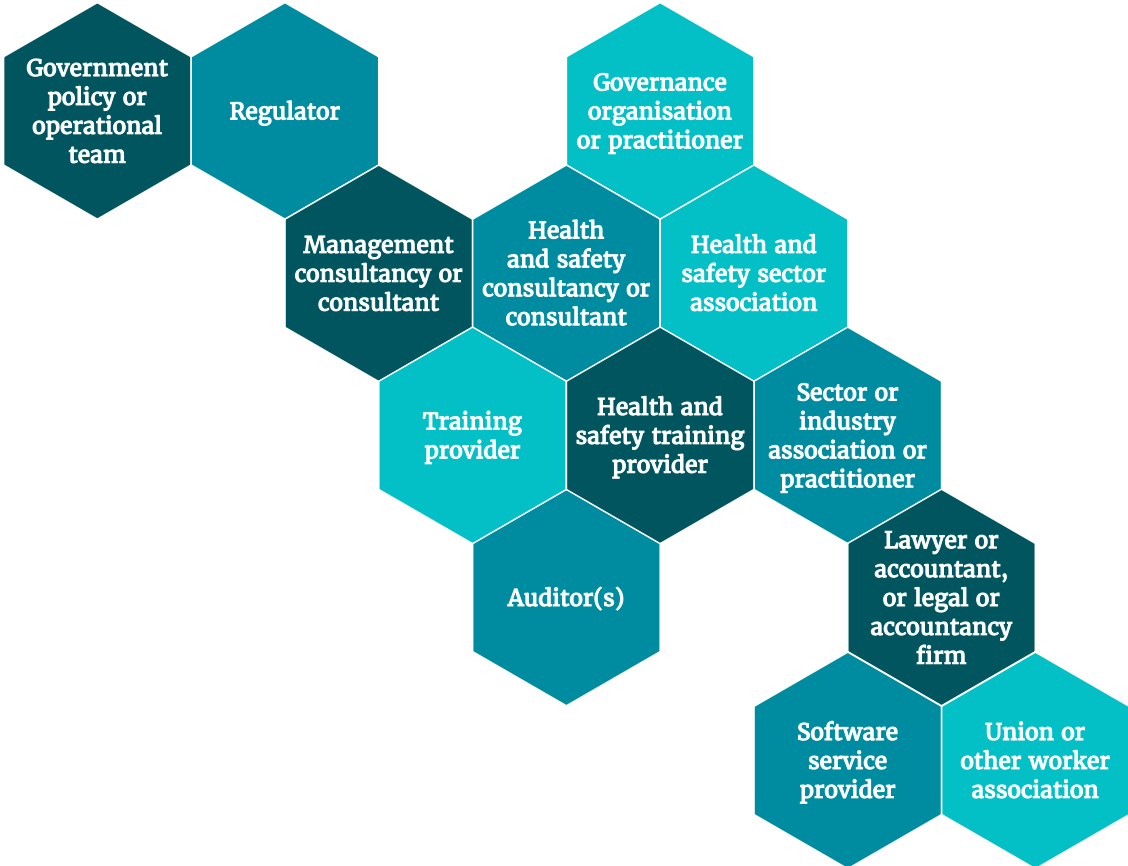 Government
policy or
operational
team
Regulator
Governance
organisation
or practitioner
Management
consultancy or
consultant
Health
and safety
consultancy or
consultant
Health and
safety sector
association
Training
provider
Health and
safety training
provider
Sector or
industry
association or
practitioner
Auditor(s)
Lawyer or
accountant,
or legal or
accountancy
firm
Software
service
provider
Union or
other worker
association